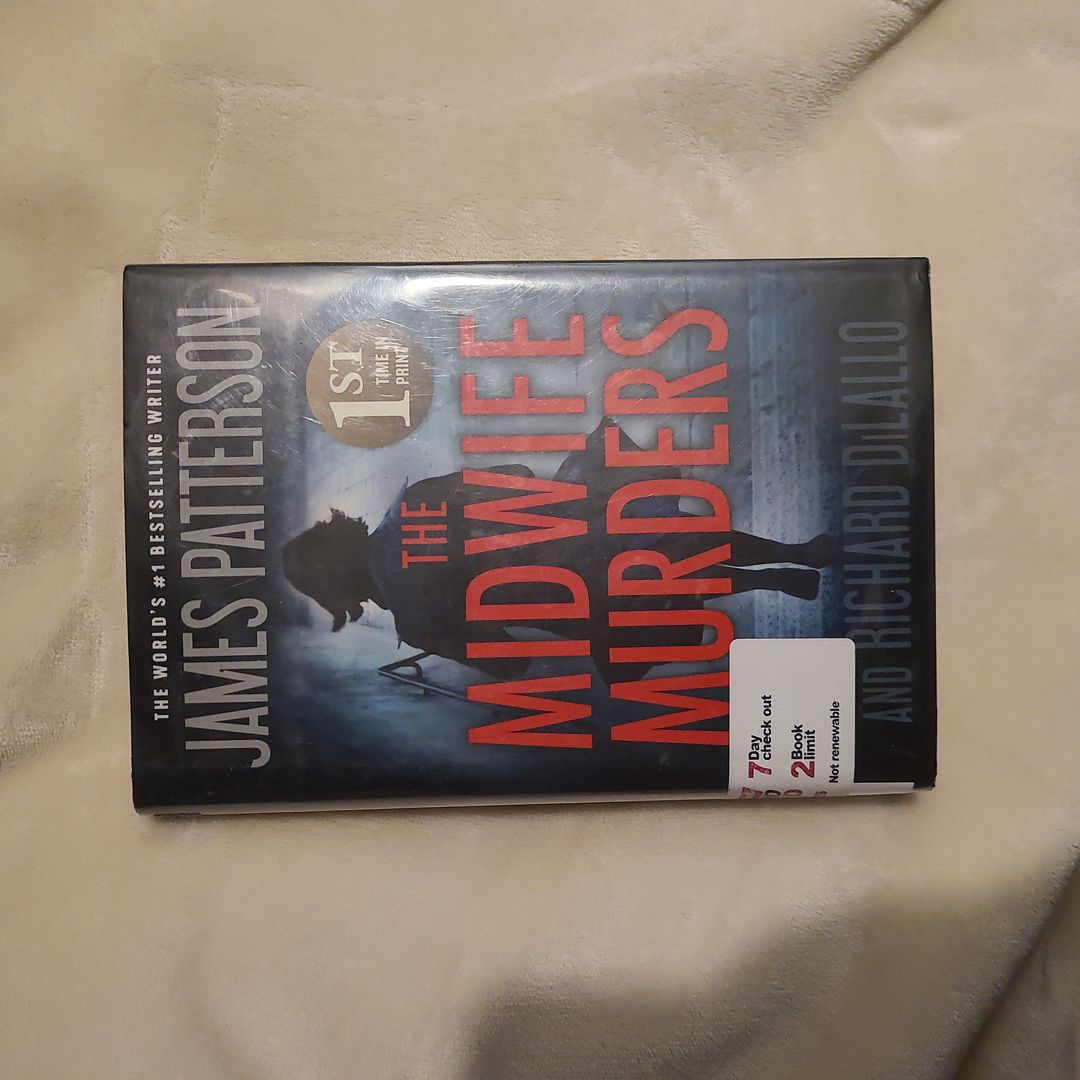 THE WORLD'S #1 BESTSELLING WRITER
JAMES PATTERSON
1ST
TIME IN
PRINT!
THE
MIDWIFE
MURDERS
AND RICHARD DiLALLO
7 Day
check out
2 Book
limit
Not renewable